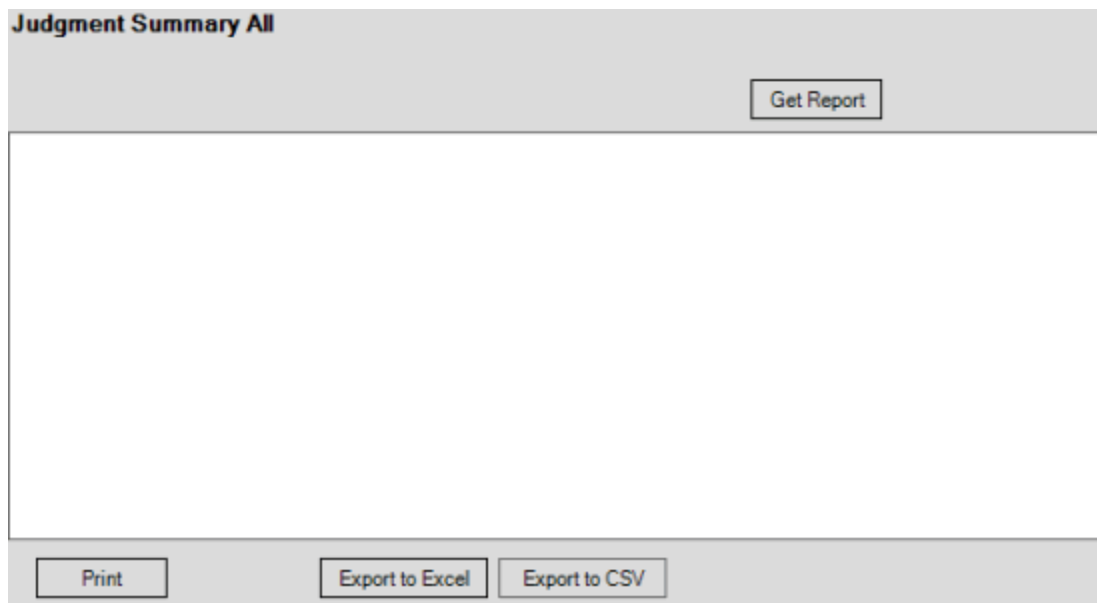 Judgment Summary All
Get Report
Print
Export to Excel
Export to CSV